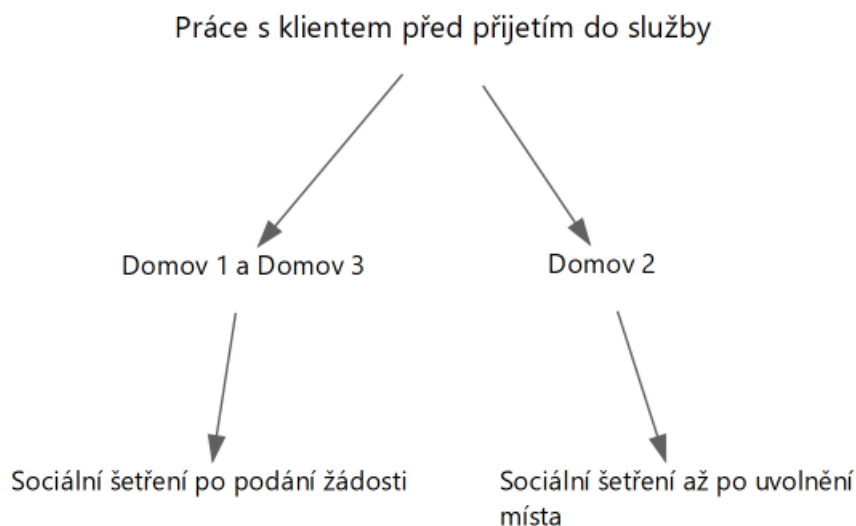 Práce s klientem před přijetím do služby
Domov 1 a Domov 3
Domov 2
Sociální šetření po podání žádosti
Sociální šetření až po uvolnění
místa